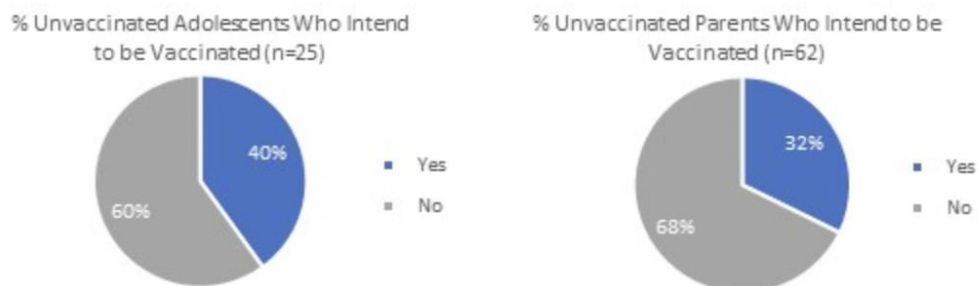 % Unvaccinated Adolescents Who Intend
to be Vaccinated (n=25)
40%
60%
Yes
No
% Unvaccinated Parents Who Intend to be
Vaccinated (n=62)
32%
68%
Yes
No